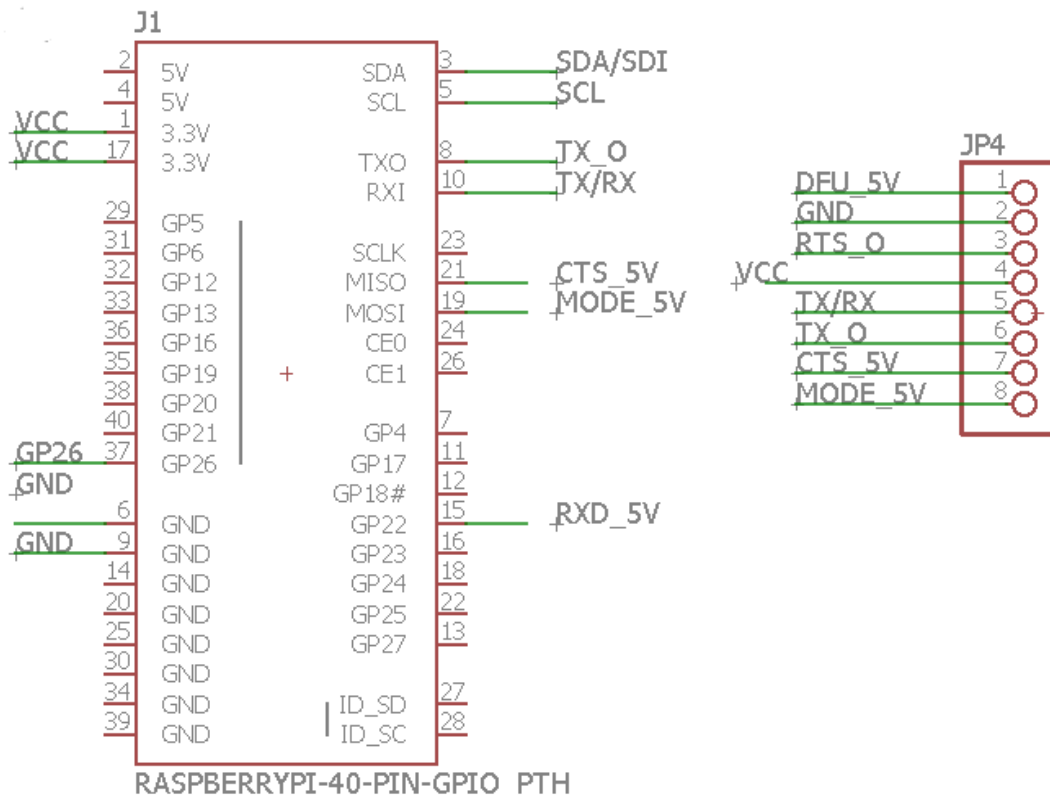 J1
2 5V SDA 3 SDA/SDI
4 5V SCL 5 SCL
VCC 1 3.3V
VCC 17 3.3V TXO 8 TX_O
RXI 10 TX/RX
29 GP5
31 GP6 SCLK 23
32 GP12 MISO 21 CTS_5V
33 GP13 MOSI 19 MODE_5V
36 GP16 CE0 24
35 GP19 CE1 26
38 GP20
40 GP21 GP4 7
GP26 37 GP26 GP17 11
GND GP18# 12
6 GND GP22 15 RXD_5V
GND 9 GND GP23 16
14 GND GP24 18
20 GND GP25 22
25 GND GP27 13
30 GND
34 GND ID_SD 27
39 GND ID_SC 28
RASPBERRYPI-40-PIN-GPIO_PTH
JP4
DFU_5V 1
GND 2
RTS_O 3
VCC 4
TX/RX 5
TX_O 6
CTS_5V 7
MODE_5V 8